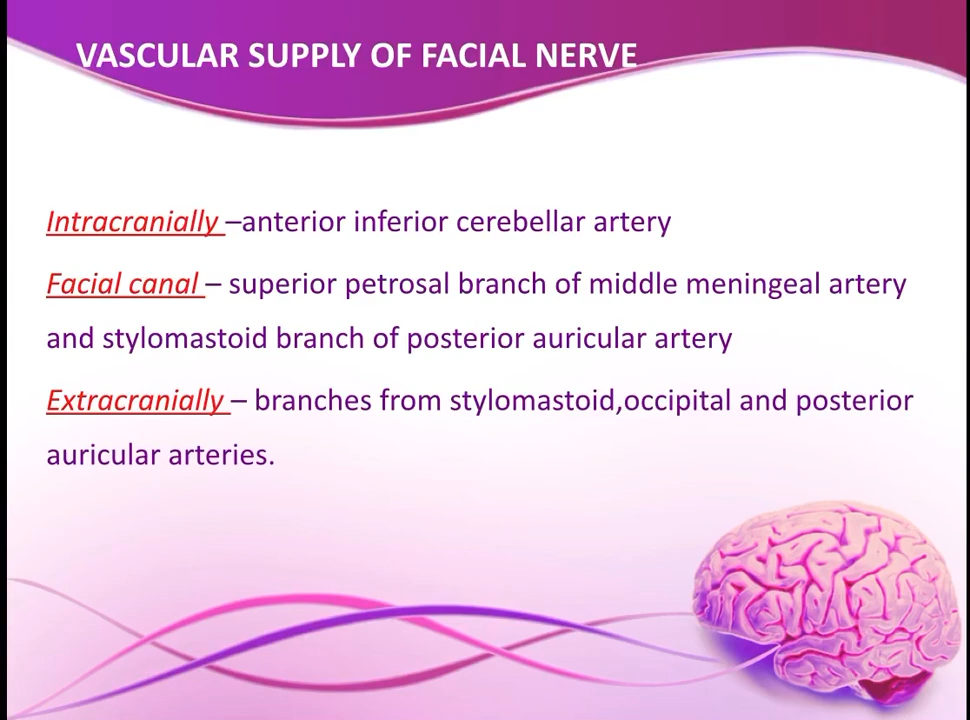 VASCULAR SUPPLY OF FACIAL NERVE
Intracranially –anterior inferior cerebellar artery
Facial canal – superior petrosal branch of middle meningeal artery
and stylomastoid branch of posterior auricular artery
Extracranially – branches from stylomastoid,occipital and posterior
auricular arteries.